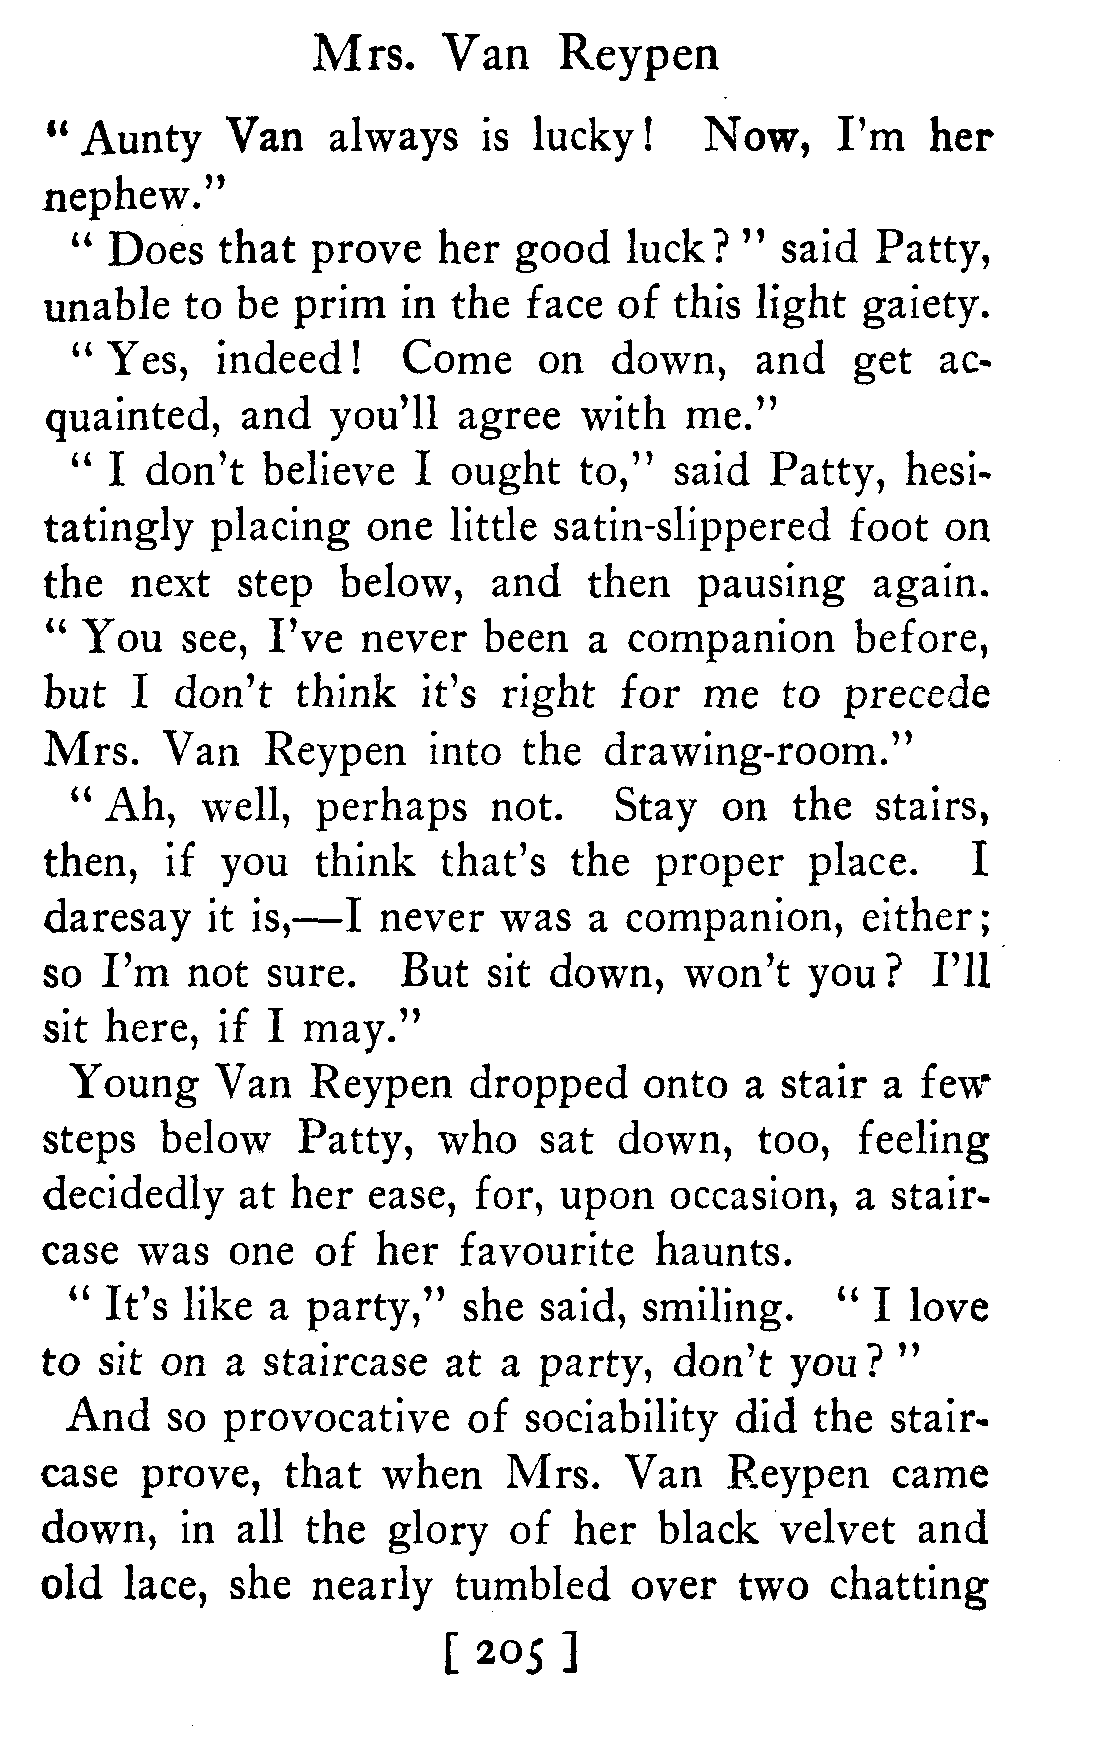 Mrs. Van Reypen
“ Aunty Van always is lucky! Now, I’m her
nephew.”
“ Does that prove her good luck? ” said Patty,
unable to be prim in the face of this light gaiety.
“ Yes, indeed! Come on down, and get ac-
quainted, and you’ll agree with me.”
“ I don’t believe I ought to,” said Patty, hesi-
tatingly placing one little satin-slippered foot on
the next step below, and then pausing again.
“ You see, I’ve never been a companion before,
but I don’t think it’s right for me to precede
Mrs. Van Reypen into the drawing-room.”
“ Ah, well, perhaps not. Stay on the stairs,
then, if you think that’s the proper place. I
daresay it is,—I never was a companion, either;
so I’m not sure. But sit down, won’t you? I’ll
sit here, if I may.”
Young Van Reypen dropped onto a stair a few
steps below Patty, who sat down, too, feeling
decidedly at her ease, for, upon occasion, a stair-
case was one of her favourite haunts.
“ It’s like a party,” she said, smiling. “ I love
to sit on a staircase at a party, don’t you? ”
And so provocative of sociability did the stair-
case prove, that when Mrs. Van Reypen came
down, in all the glory of her black velvet and
old lace, she nearly tumbled over two chatting
[ 205 ]